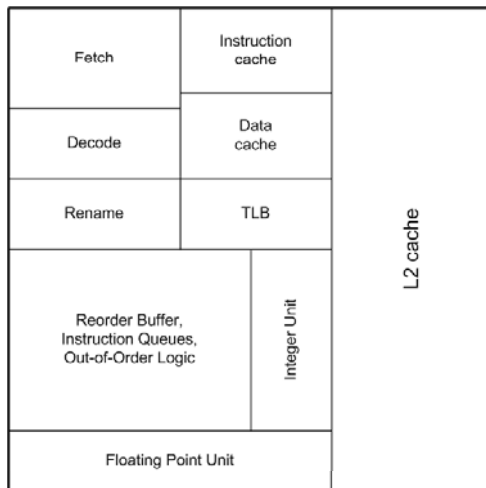 Fetch
Instruction
cache
Decode
Data
cache
Rename
TLB
L2 cache
Reorder Buffer,
Instruction Queues,
Out-of-Order Logic
Integer Unit
Floating Point Unit